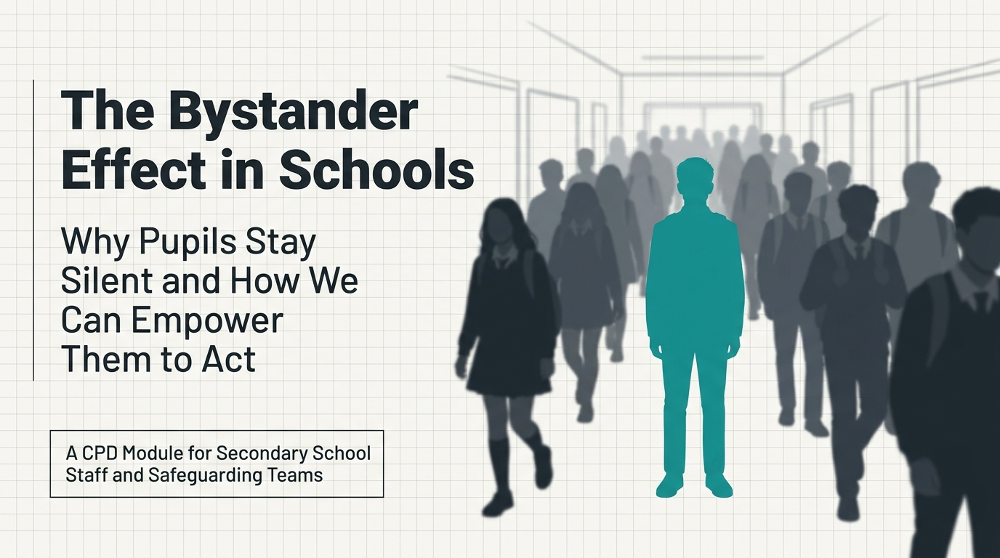 The Bystander
Effect in Schools
Why Pupils Stay
Silent and How We
Can Empower
Them to Act
A CPD Module for Secondary School
Staff and Safeguarding Teams